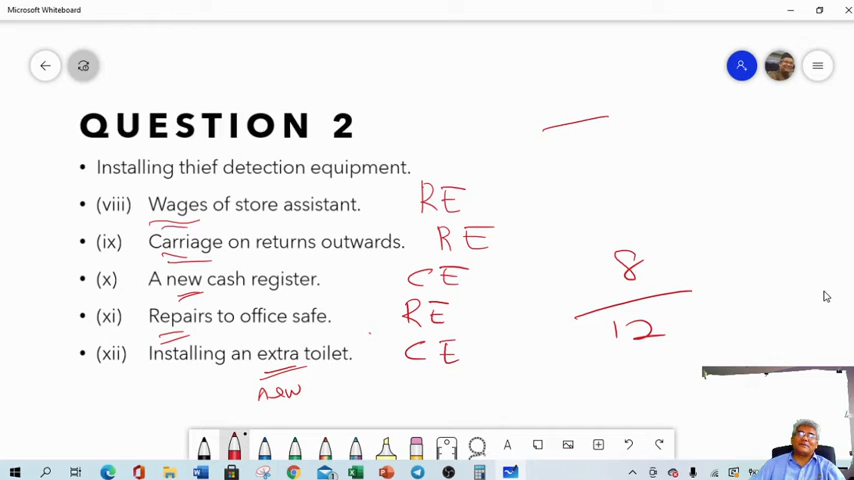 Microsoft Whiteboard
QUESTION 2
• Installing thief detection equipment.
• (viii) Wages of store assistant. RE
• (ix) Carriage on returns outwards. RE
• (x) A new cash register. CE
• (xi) Repairs to office safe. RE
• (xii) Installing an extra toilet. CE
new
8
12